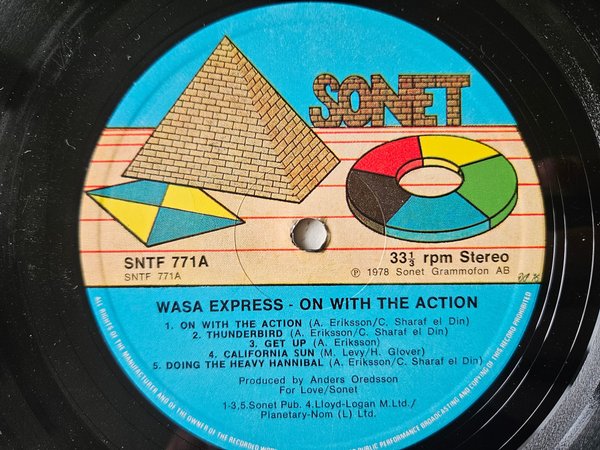 SONET
SNTF 771A
SNTF 771A
33⅓ rpm Stereo
℗ 1978 Sonet Grammofon AB
WASA EXPRESS - ON WITH THE ACTION
1. ON WITH THE ACTION (A. Eriksson/C. Sharaf el Din)
2. THUNDERBIRD (A. Eriksson/C. Sharaf el Din)
3. GET UP (A. Eriksson)
4. CALIFORNIA SUN (M. Levy/H. Glover)
5. DOING THE HEAVY HANNIBAL (A. Eriksson/C. Sharaf el Din)
Produced by Anders Oredsson
For Love/Sonet
1-3,5.Sonet Pub. 4.Lloyd-Logan M.Ltd./
Planetary-Nom (L) Ltd.
ALL RIGHTS OF THE MANUFACTURER AND OF THE OWNER OF THE RECORDED WORK
PUBLIC PERFORMANCE BROADCASTING AND COPYING OF THIS RECORD PROHIBITED